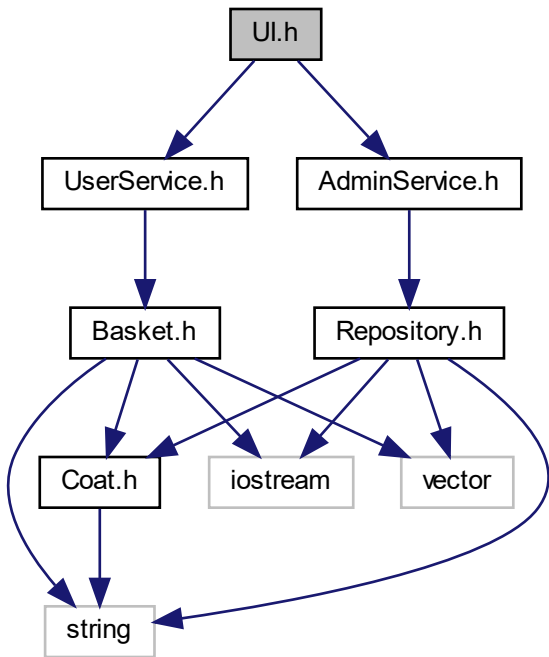 UI.h
UserService.h
AdminService.h
Basket.h
Repository.h
Coat.h
iostream
vector
string